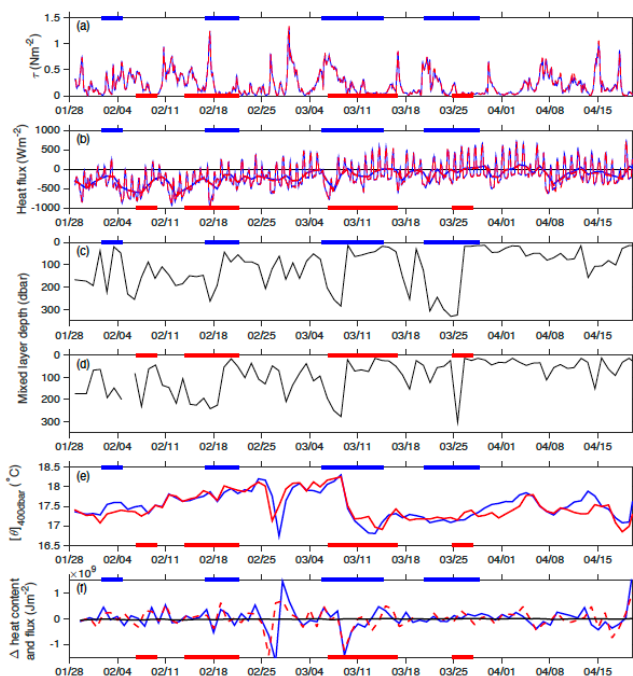 (a)
1.5
1
0.5
0
τ (Nm-2)
01/28 02/04 02/11 02/18 02/25 03/04 03/11 03/18 03/25 04/01 04/08 04/15
(b)
1000
500
0
-500
-1000
Heat flux (Wm-2)
01/28 02/04 02/11 02/18 02/25 03/04 03/11 03/18 03/25 04/01 04/08 04/15
(c)
0
100
200
300
Mixed layer depth (dbar)
01/28 02/04 02/11 02/18 02/25 03/04 03/11 03/18 03/25 04/01 04/08 04/15
(d)
0
100
200
300
01/28 02/04 02/11 02/18 02/25 03/04 03/11 03/18 03/25 04/01 04/08 04/15
(e)
18.5
18
17.5
17
16.5
[θ]400dbar (°C)
01/28 02/04 02/11 02/18 02/25 03/04 03/11 03/18 03/25 04/01 04/08 04/15
×10^9
(f)
1
0
-1
Δ heat content
and flux (Jm-2)
01/28 02/04 02/11 02/18 02/25 03/04 03/11 03/18 03/25 04/01 04/08 04/15